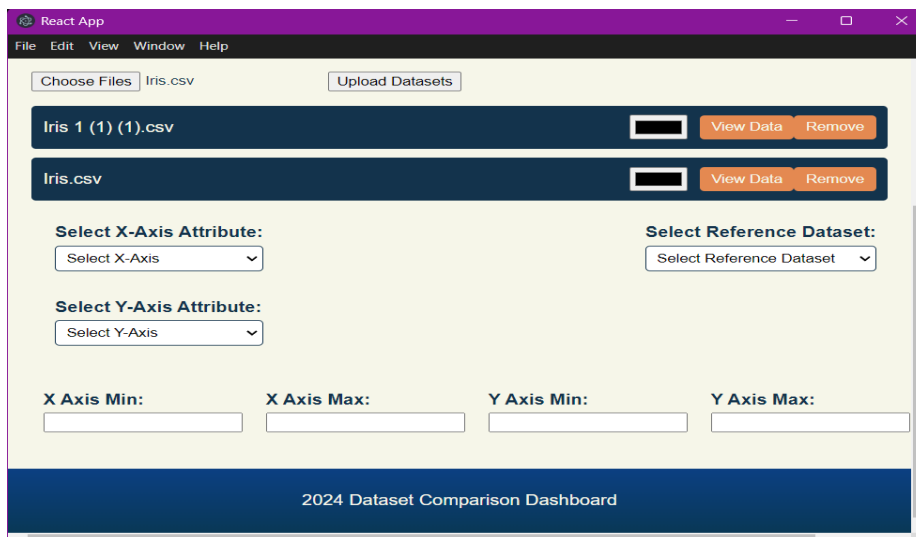 React App
File Edit View Window Help
Choose Files Iris.csv Upload Datasets
Iris 1 (1) (1).csv View Data Remove
Iris.csv View Data Remove
Select X-Axis Attribute: Select Reference Dataset:
Select X-Axis Select Reference Dataset
Select Y-Axis Attribute:
Select Y-Axis
X Axis Min: X Axis Max: Y Axis Min: Y Axis Max:
2024 Dataset Comparison Dashboard